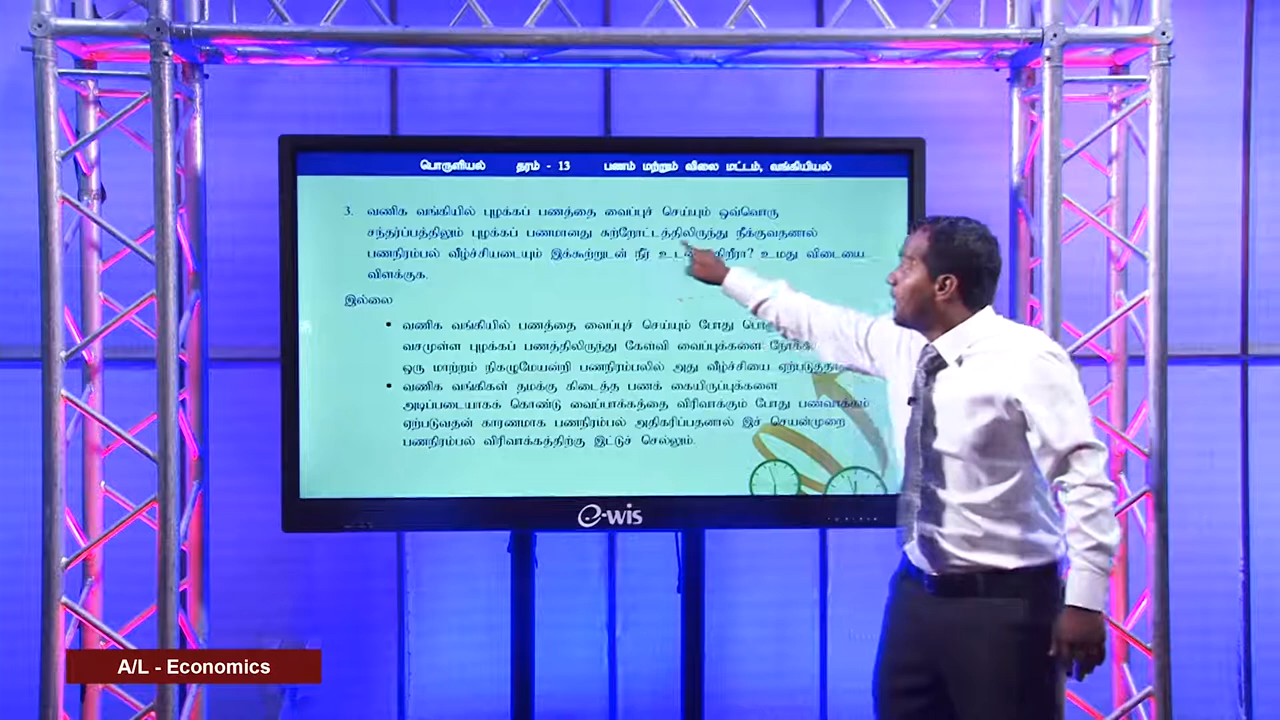 பொருளியல் தரம் - 13 பணம் மற்றும் விலை மட்டம், வங்கியியல்
3. வணிக வங்கியில் புழக்கப் பணத்தை வைப்புச் செய்யும் ஒவ்வொரு
சந்தர்ப்பத்திலும் புழக்கப் பணமானது சுற்றோட்டத்திலிருந்து நீக்குவதனால்
பணநிரம்பல் வீழ்ச்சியடையும் இக்கூற்றுடன் நீர் உமது விடையை
விளக்குக.
இல்லை
• வணிக வங்கியில் பணத்தை வைப்புச் செய்யும் போது
வசமுள்ள புழக்கப் பணத்திலிருந்து கேள்வி வைப்புக்களை
ஒரு மாற்றம் நிகழுமேயன்றி பணநிரம்பலில் அது வீழ்ச்சியை
• வணிக வங்கிகள் தமக்கு கிடைத்த பணக் கையிருப்புக்களை
அடிப்படையாகக் கொண்டு வைப்பாக்கத்தை விரிவாக்கும் போது பணவாக்கம்
ஏற்படுவதன் காரணமாக பணநிரம்பல் அதிகரிப்பதனால் இச் செயன்முறை
பணநிரம்பல் விரிவாக்கத்திற்கு இட்டுச் செல்லும்.
e-wis
A/L - Economics